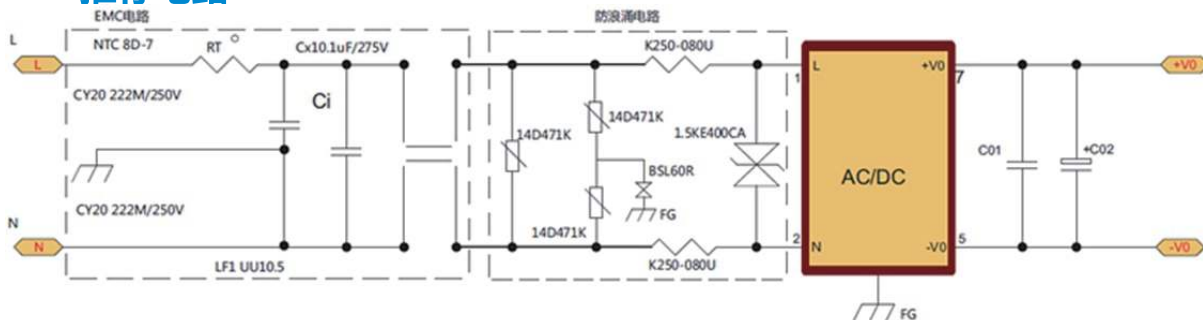 EMC电路
防浪涌电路
L
NTC 8D-7
RT
Cx10.1uF/275V
K250-080U
L
L
1
+V0
7
+V0
CY20 222M/250V
Ci
14D471K
14D471K
1.5KE400CA
C01
+C02
BSL60R
AC/DC
CY20 222M/250V
FG
N
14D471K
N
2
N
-V0
5
-V0
LF1 UU10.5
K250-080U
FG